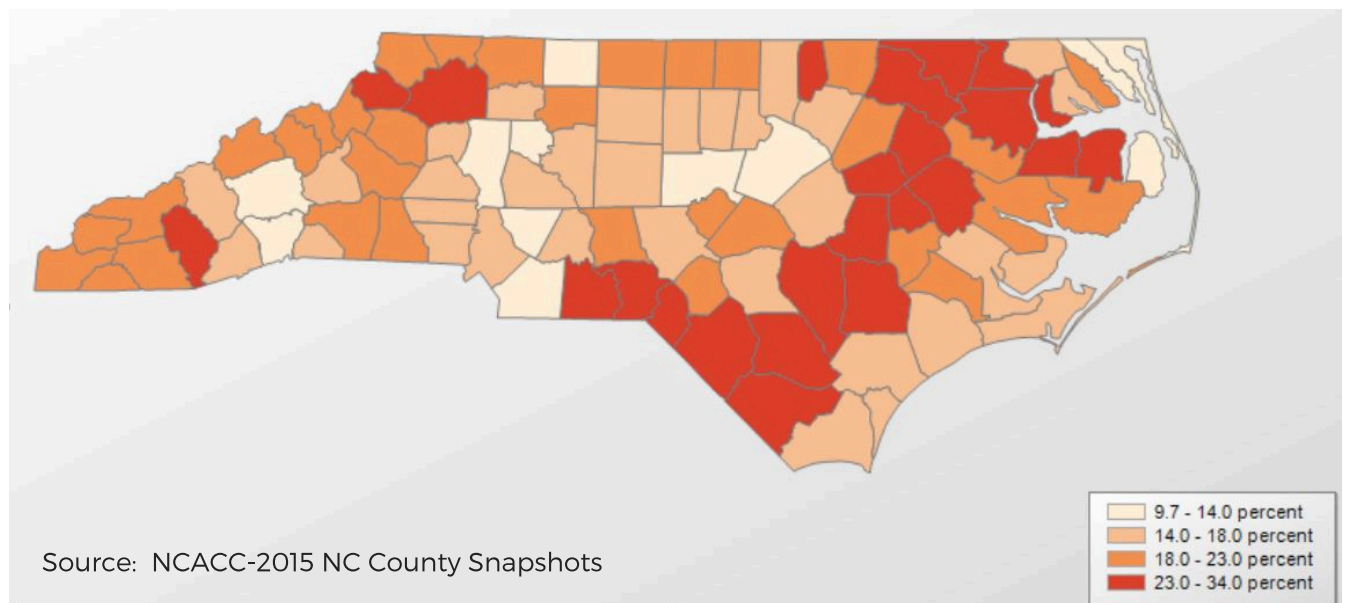 9.7 - 14.0 percent
14.0 - 18.0 percent
18.0 - 23.0 percent
23.0 - 34.0 percent
Source: NCACC-2015 NC County Snapshots